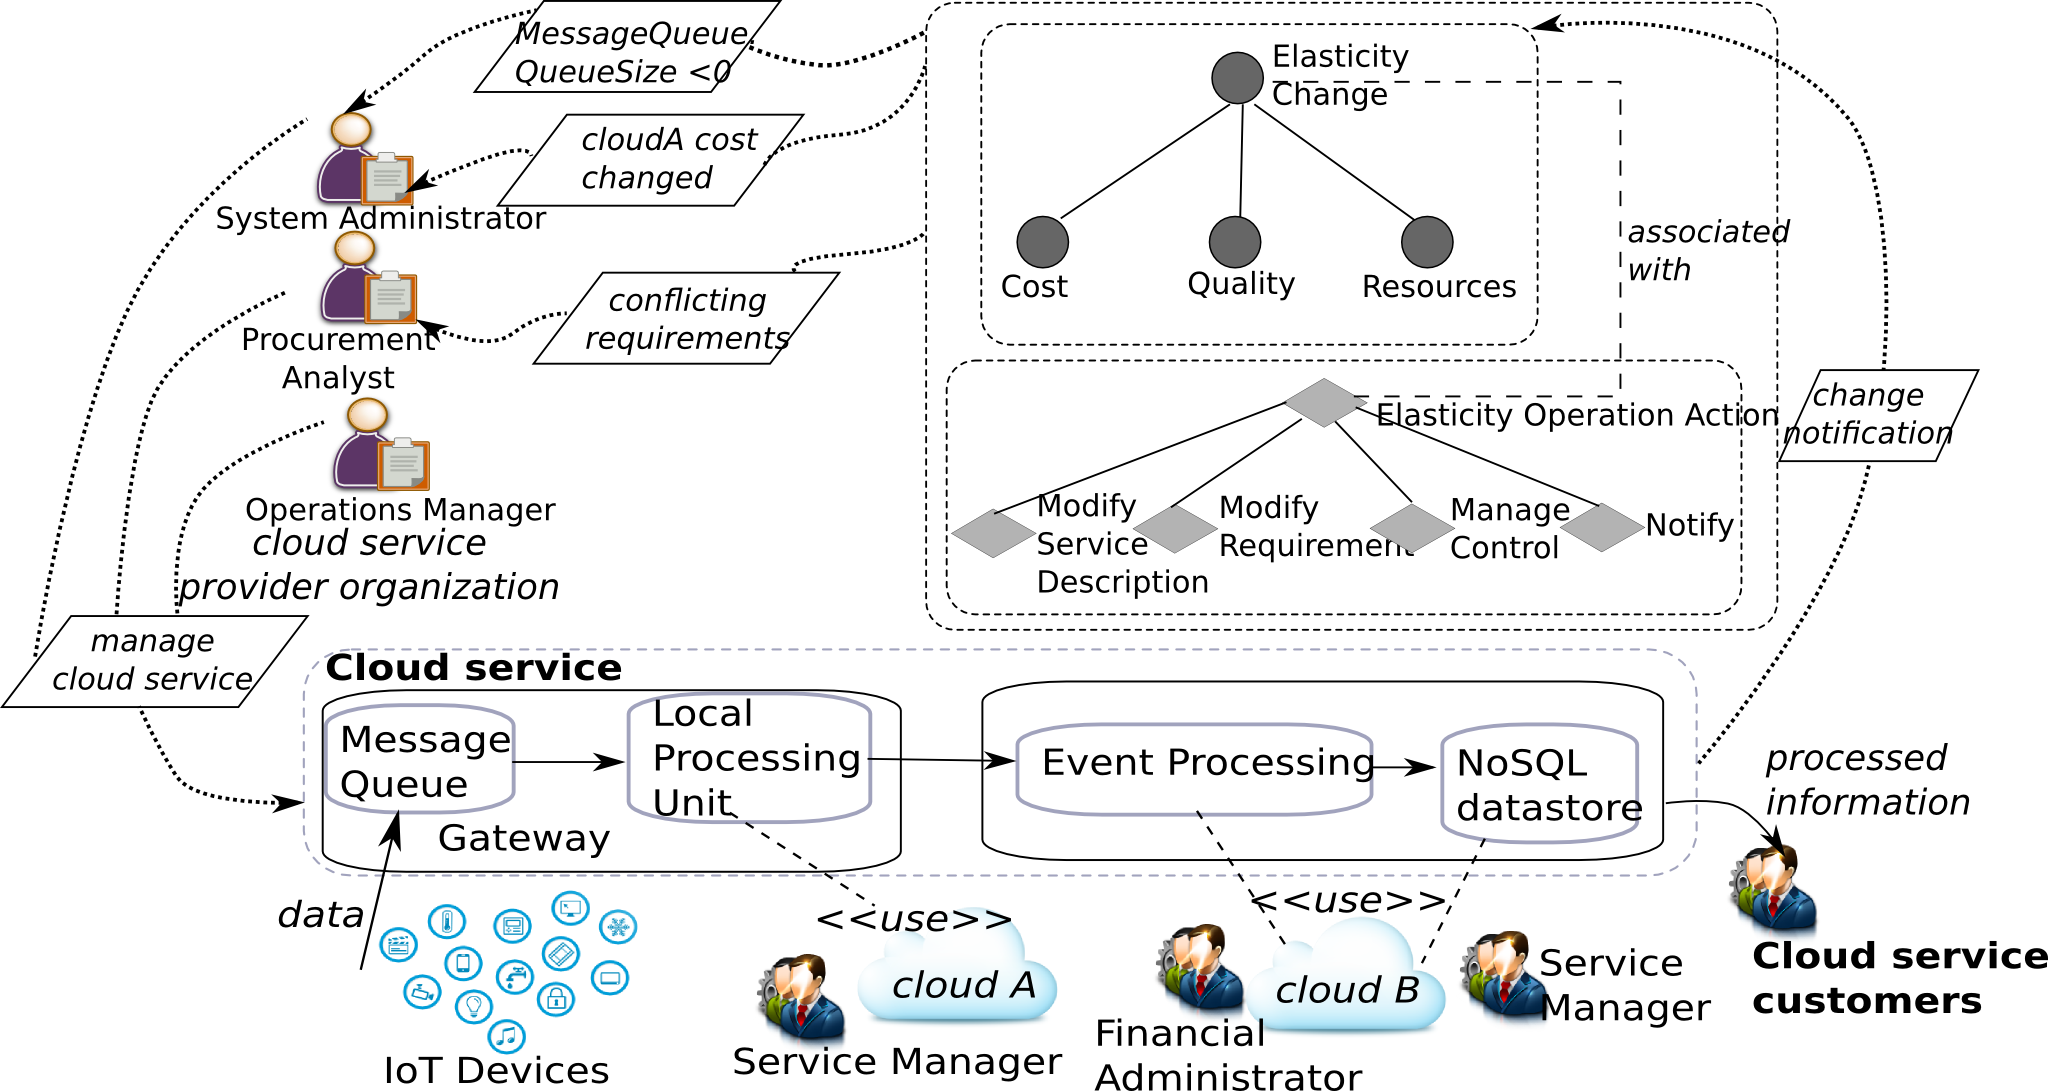 MessageQueue
QueueSize <0
cloudA cost
changed
System Administrator
Procurement
Analyst
conflicting
requirements
Operations Manager
cloud service
provider organization
manage
cloud service
Elasticity
Change
Cost
Quality
Resources
associated
with
Elasticity Operation Action
Modify
Service
Description
Modify
Requirement
Manage
Control
Notify
change
notification
Cloud service
Message
Queue
Local
Processing
Unit
Gateway
Event Processing
NoSQL
datastore
processed
information
data
IoT Devices
<<use>>
cloud A
Service Manager
<<use>>
cloud B
Financial
Administrator
Service
Manager
Cloud service
customers